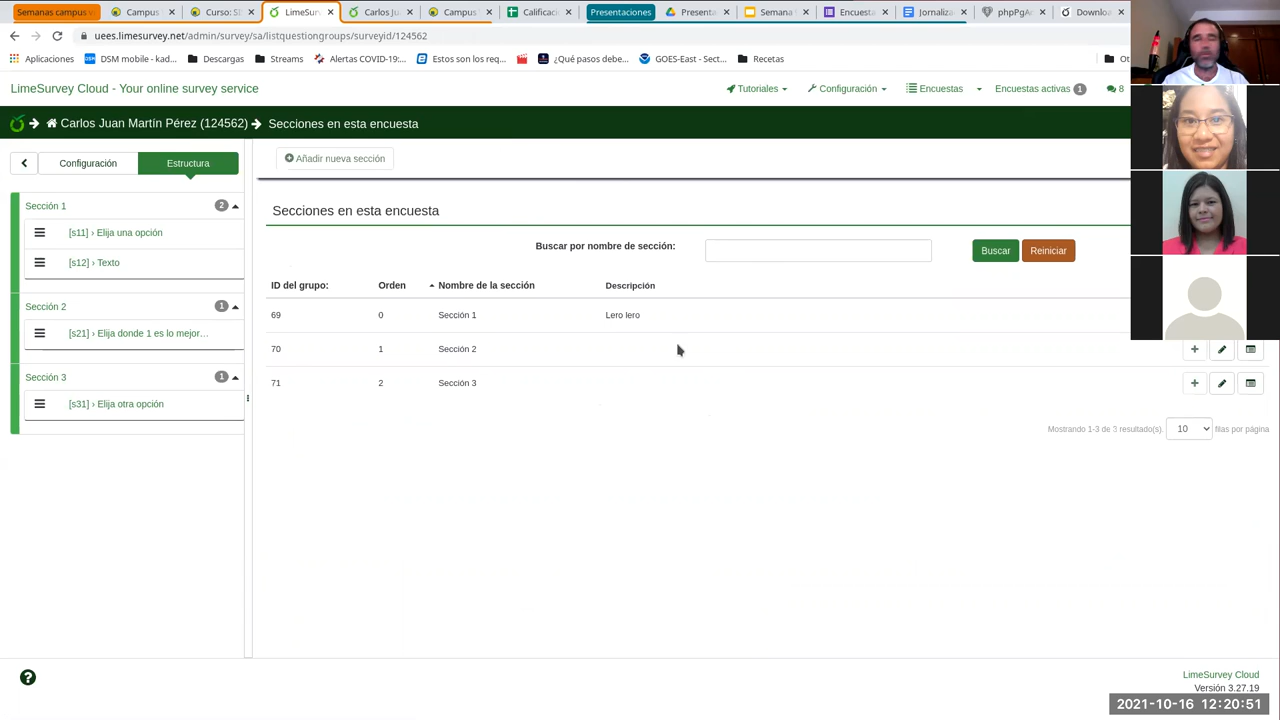 Semanas campus v
Campus
Curso: SE
LimeSurv
Carlos Ju
Campus
Calificaci
Presentaciones
Presenta
Semana
Encuesta
Jornaliza
phpPgA
Downloa
uees.limesurvey.net/admin/survey/sa/listquestiongroups/surveyid/124562
Aplicaciones
DSM mobile - kad...
Descargas
Streams
Alertas COVID-19:...
Estos son los req...
¿Qué pasos debe...
GOES-East - Sect...
Recetas
Ot
LimeSurvey Cloud - Your online survey service
Tutoriales
Configuración
Encuestas
Encuestas activas 1
8
Carlos Juan Martín Pérez (124562)
Secciones en esta encuesta
Configuración
Estructura
Añadir nueva sección
Sección 1 2
[s11] › Elija una opción
[s12] › Texto
Sección 2 1
[s21] › Elija donde 1 es lo mejor...
Sección 3 1
[s31] › Elija otra opción
Secciones en esta encuesta
Buscar por nombre de sección:
Buscar
Reiniciar
ID del grupo: Orden Nombre de la sección Descripción
69 0 Sección 1 Lero lero
70 1 Sección 2
71 2 Sección 3
Mostrando 1-3 de 3 resultado(s). 10 filas por página
LimeSurvey Cloud
Versión 3.27.19
2021-10-16 12:20:51